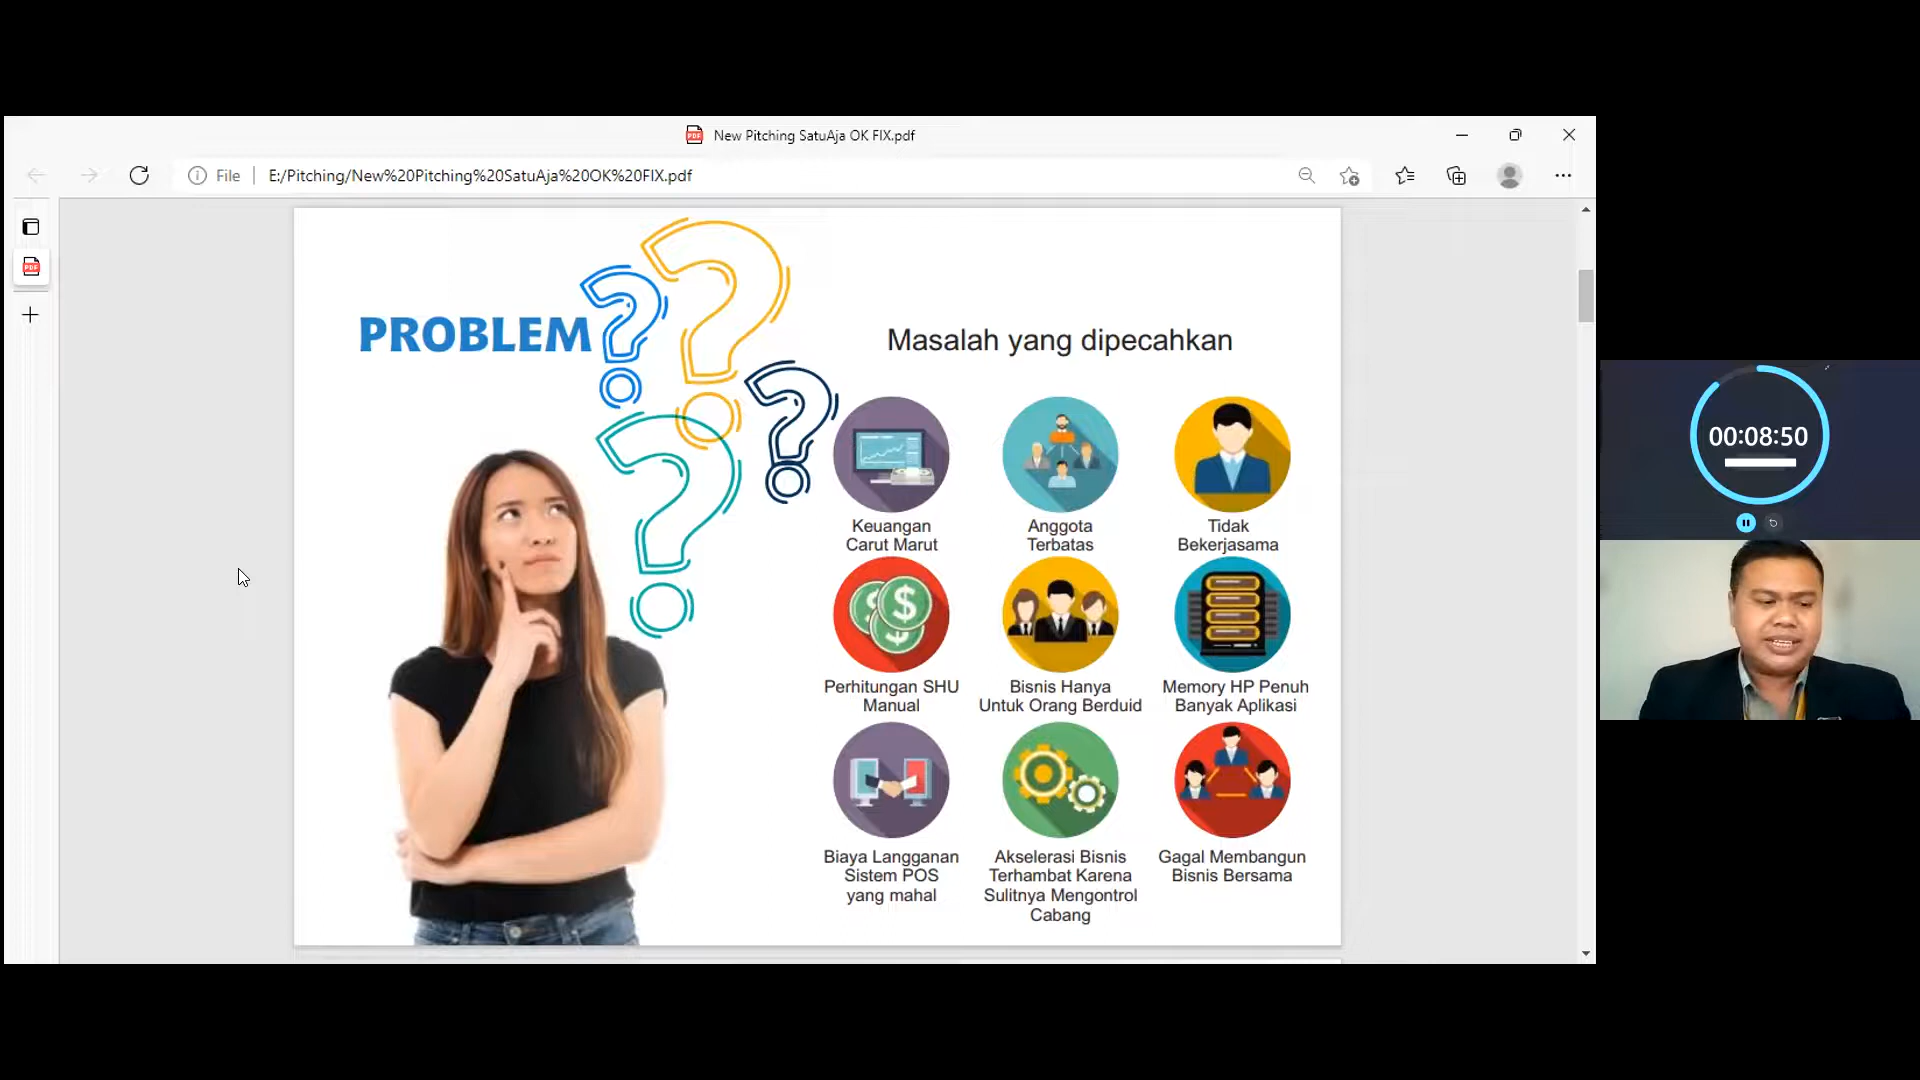 New Pitching SatuAja OK FIX.pdf
File
E:/Pitching/New%20Pitching%20SatuAja%20OK%20FIX.pdf
PROBLEM
Masalah yang dipecahkan
Keuangan
Carut Marut
Anggota
Terbatas
Tidak
Bekerjasama
Perhitungan SHU
Manual
Bisnis Hanya
Untuk Orang Berduid
Memory HP Penuh
Banyak Aplikasi
Biaya Langganan
Sistem POS
yang mahal
Akselerasi Bisnis
Terhambat Karena
Sulitnya Mengontrol
Cabang
Gagal Membangun
Bisnis Bersama
00:08:50